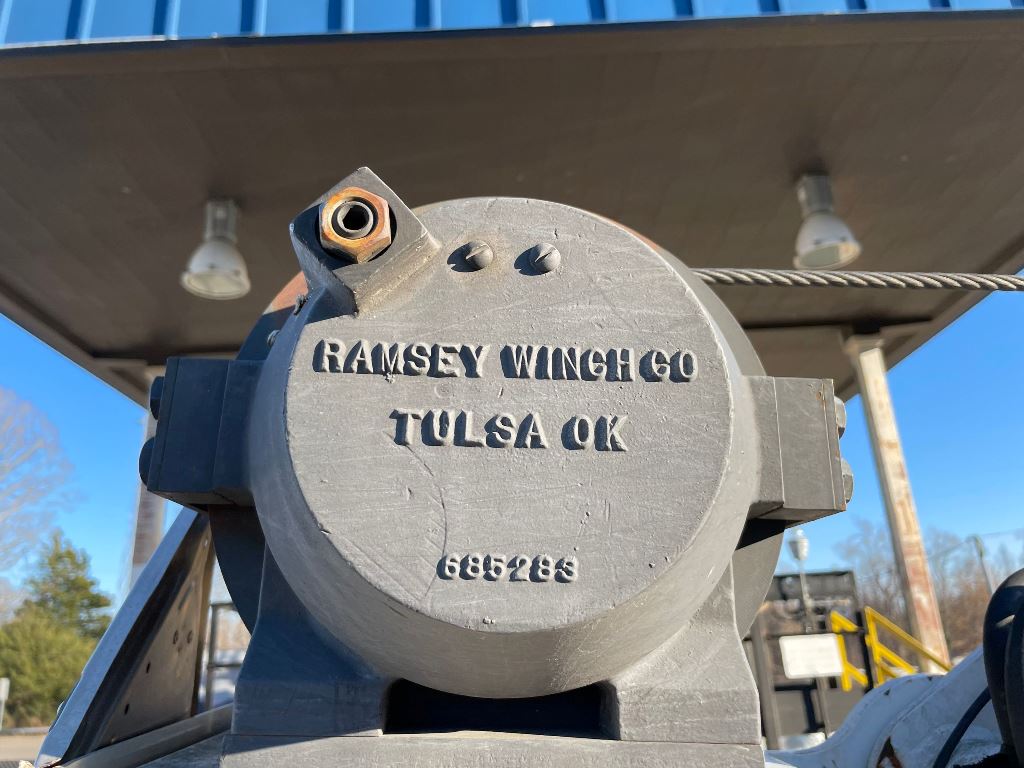 RAMSEY WINCH CO
TULSA OK
685283